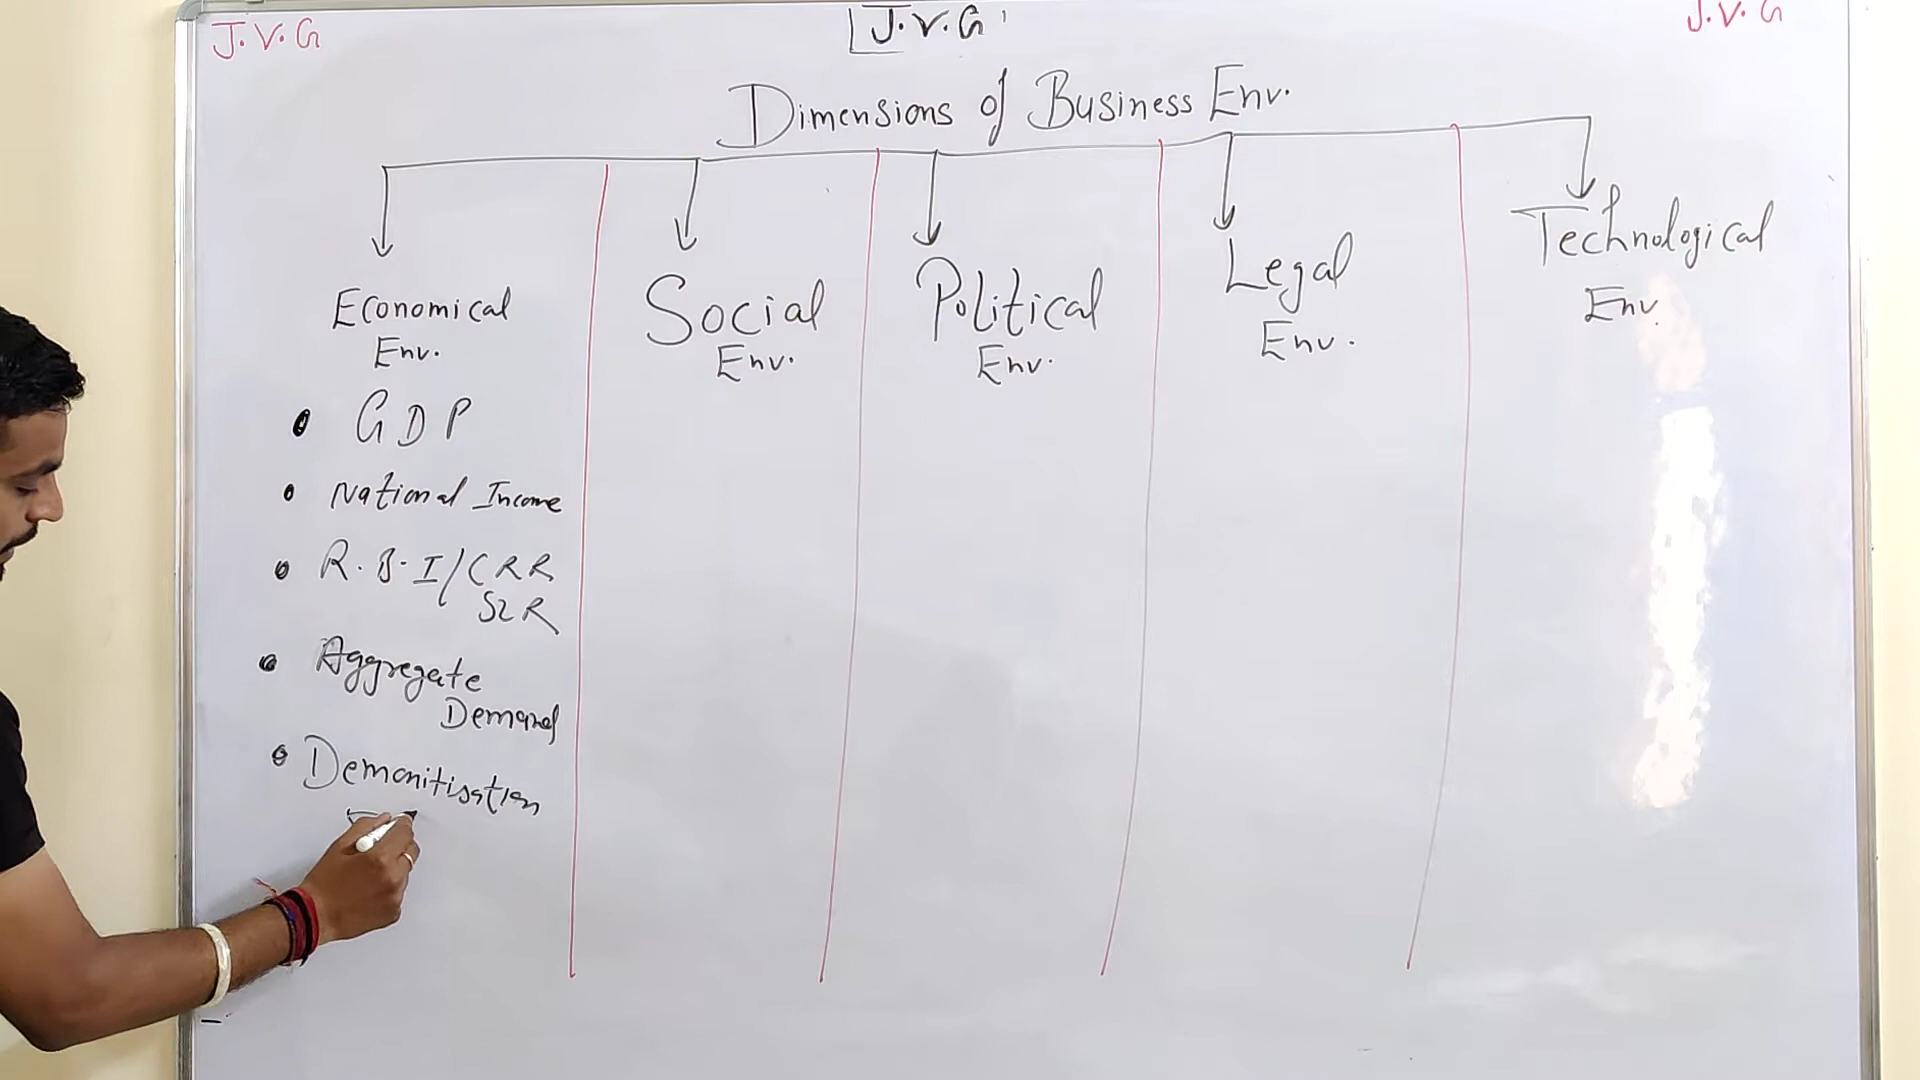 J.V.G
J.V.G
J.V.G
Dimensions of Business Env.
Economical
Env.
Social
Env.
Political
Env.
Legal
Env.
Technological
Env.
• GDP
• National Income
• R.B.I/CRR
SLR
• Aggregate
Demand
• Demonitisation